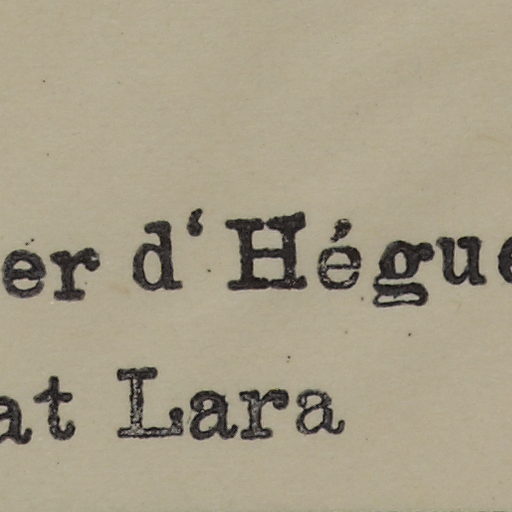 er d‘Hégue
at Lara